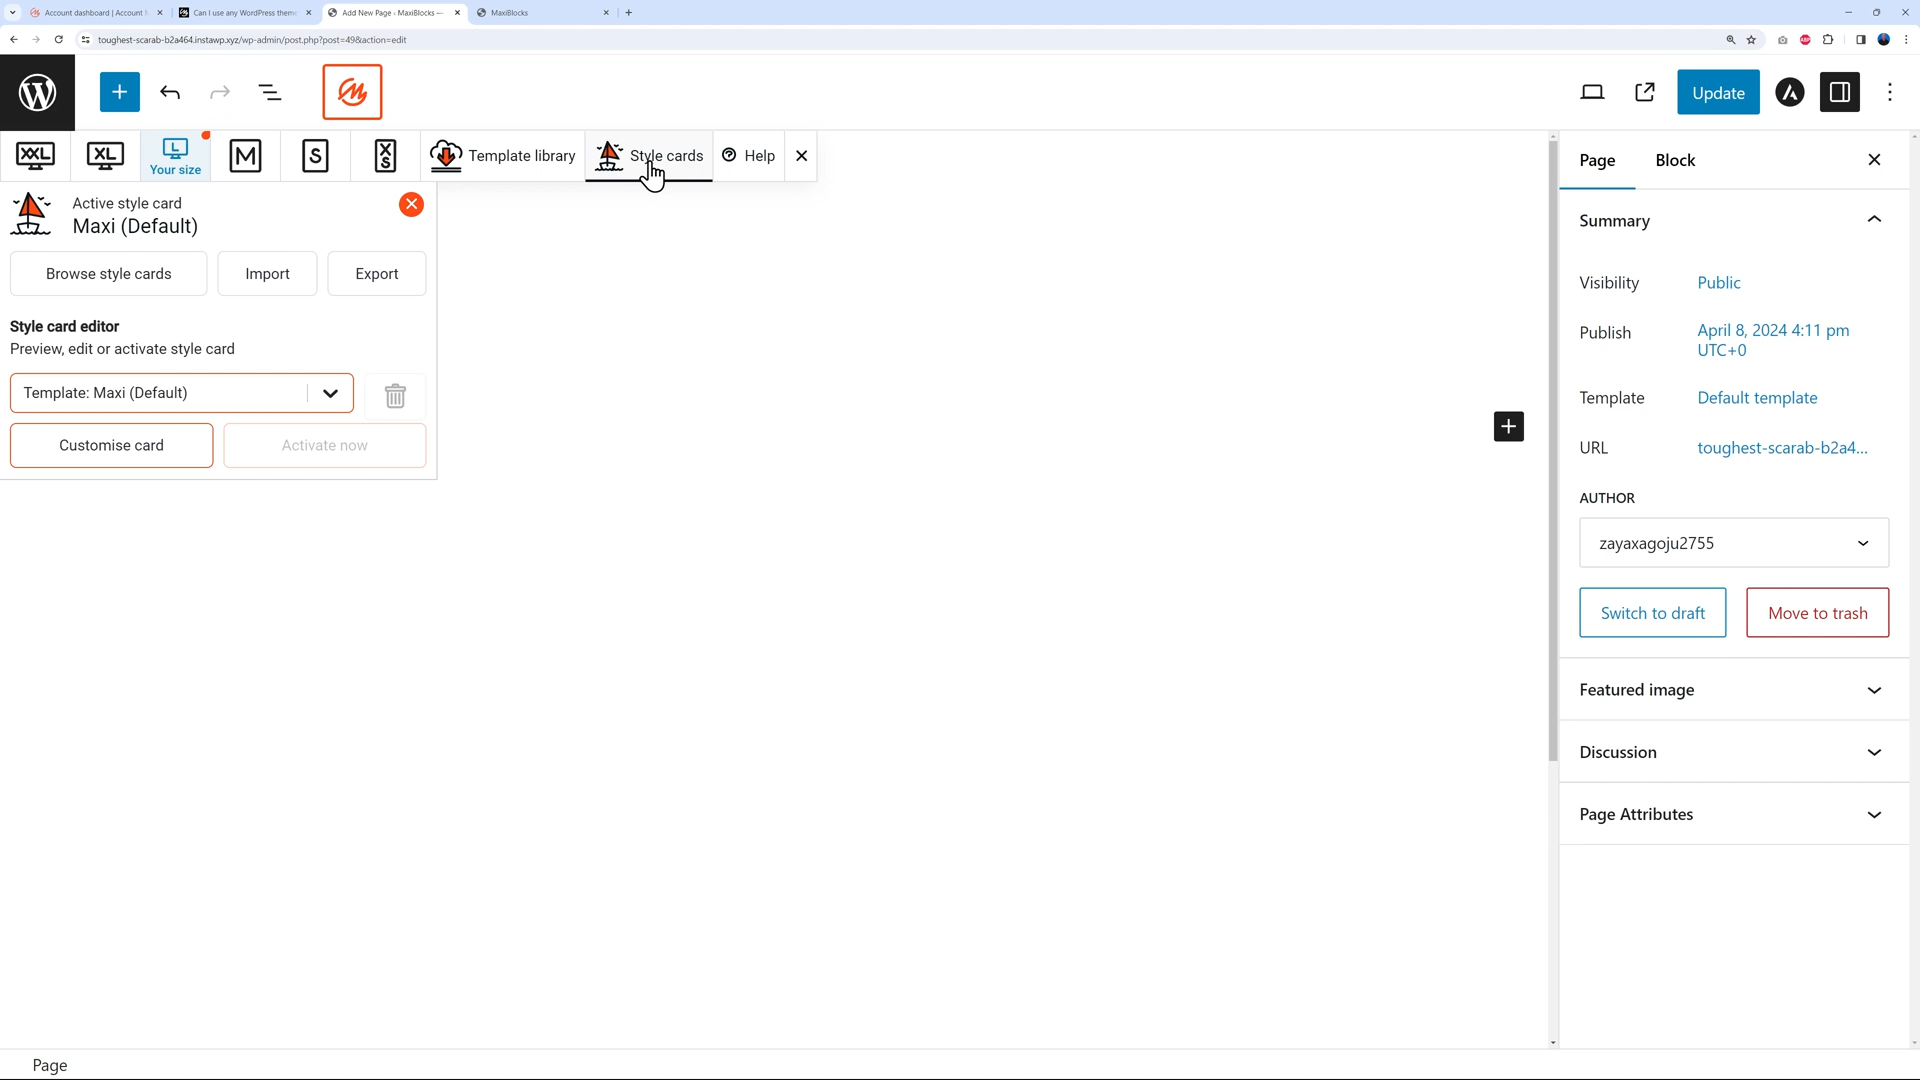 Account dashboard | Account M
Can I use any WordPress theme
Add New Page ‹ MaxiBlocks —
MaxiBlocks
toughest-scarab-b2a464.instawp.xyz/wp-admin/post.php?post=49&action=edit
Update
XXL
XL
L
Your size
M
S
XS
Template library
Style cards
Help
Active style card
Maxi (Default)
Browse style cards
Import
Export
Style card editor
Preview, edit or activate style card
Template: Maxi (Default)
Customise card
Activate now
Page
Block
Summary
Visibility
Public
Publish
April 8, 2024 4:11 pm
UTC+0
Template
Default template
URL
toughest-scarab-b2a4...
AUTHOR
zayaxagoju2755
Switch to draft
Move to trash
Featured image
Discussion
Page Attributes
Page